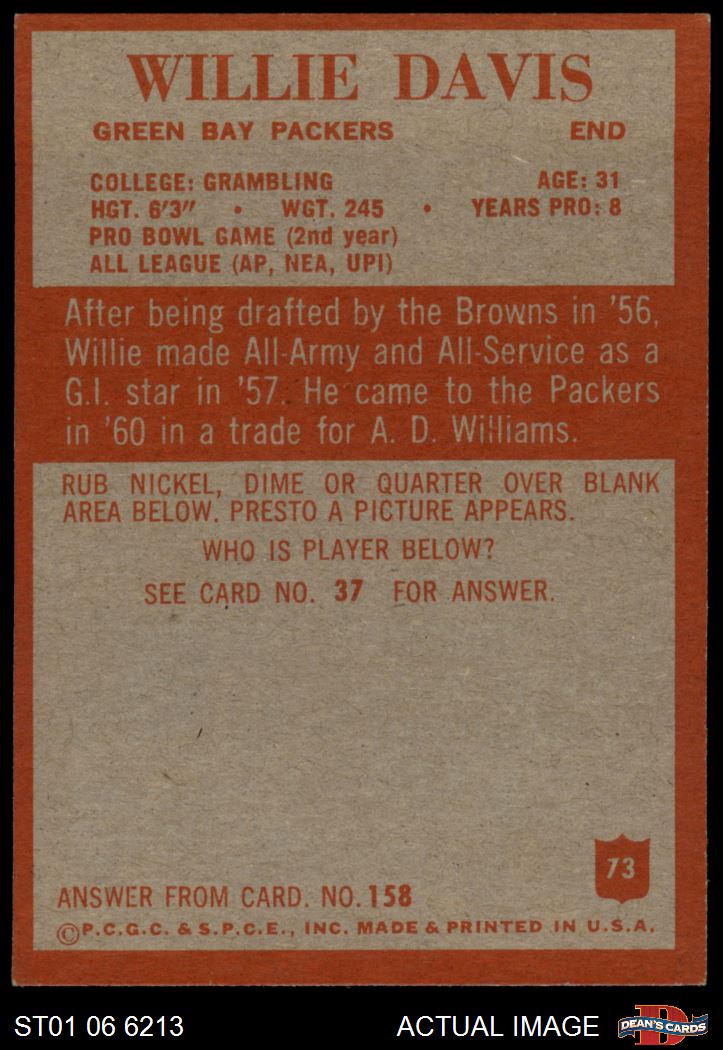 WILLIE DAVIS
GREEN BAY PACKERS END
COLLEGE: GRAMBLING AGE: 31
HGT. 6'3" • WGT. 245 • YEARS PRO: 8
PRO BOWL GAME (2nd year)
ALL LEAGUE (AP, NEA, UPI)
After being drafted by the Browns in '56,
Willie made All-Army and All-Service as a
G.I. star in '57. He came to the Packers
in '60 in a trade for A. D. Williams.
RUB NICKEL, DIME OR QUARTER OVER BLANK
AREA BELOW. PRESTO A PICTURE APPEARS.
WHO IS PLAYER BELOW?
SEE CARD NO. 37 FOR ANSWER.
73
ANSWER FROM CARD. NO. 158
©P.C.G.C. & S.P.C.E., INC. MADE & PRINTED IN U.S.A.
ST01 06 6213 ACTUAL IMAGE
D
DEAN'S CARDS